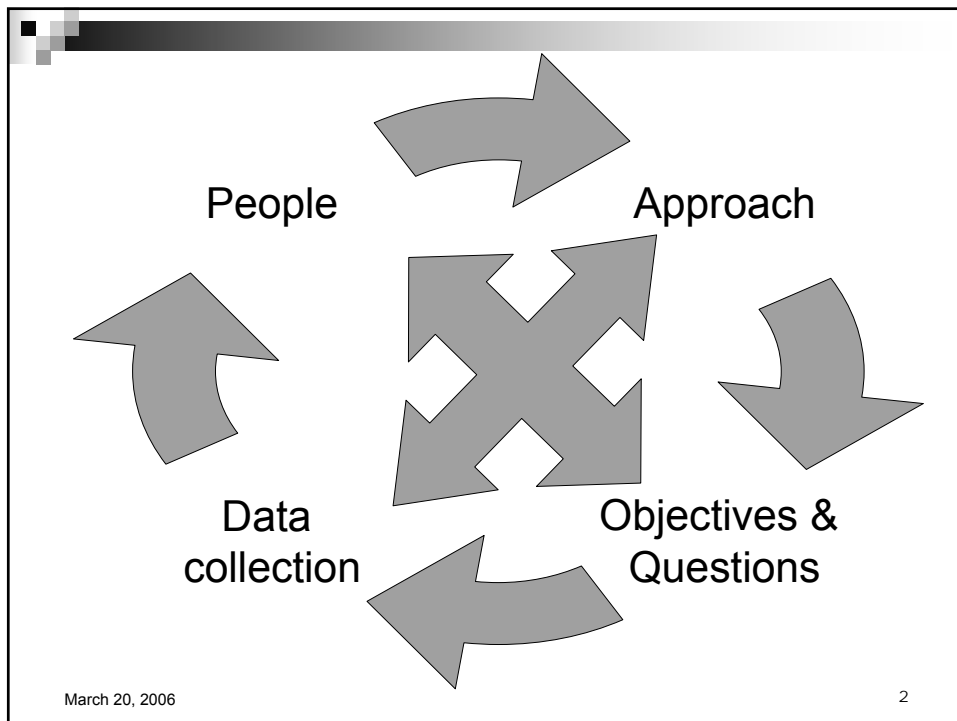 People
Approach
Data
collection
Objectives &
Questions
March 20, 2006
2